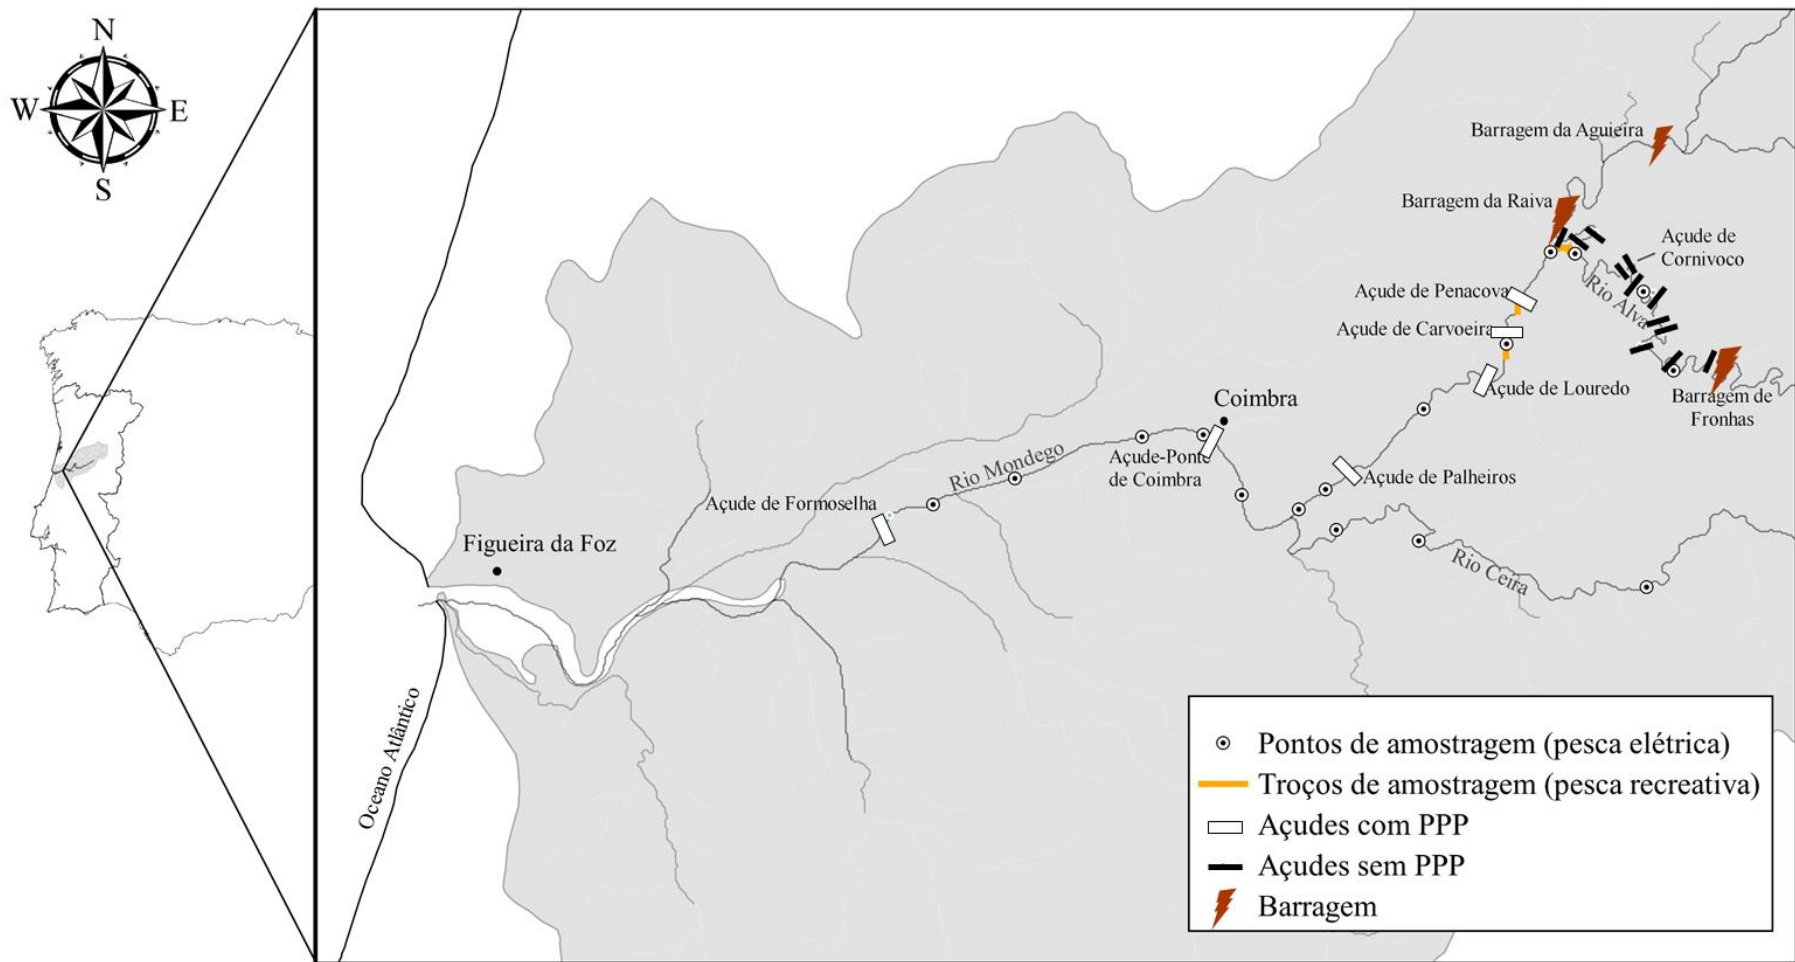 N
W
E
S
Barragem da Aguieira
Barragem da Raiva
Açude de
Cornivoco
Rio Alva
Açude de Penacova
Açude de Carvoeira
Açude de Louredo
Barragem de
Fronhas
Coimbra
Açude-Ponte
de Coimbra
Rio Mondego
Açude de Palheiros
Açude de Formoselha
Figueira da Foz
Rio Ceira
Oceano Atlântico
Pontos de amostragem (pesca elétrica)
Troços de amostragem (pesca recreativa)
Açudes com PPP
Açudes sem PPP
Barragem